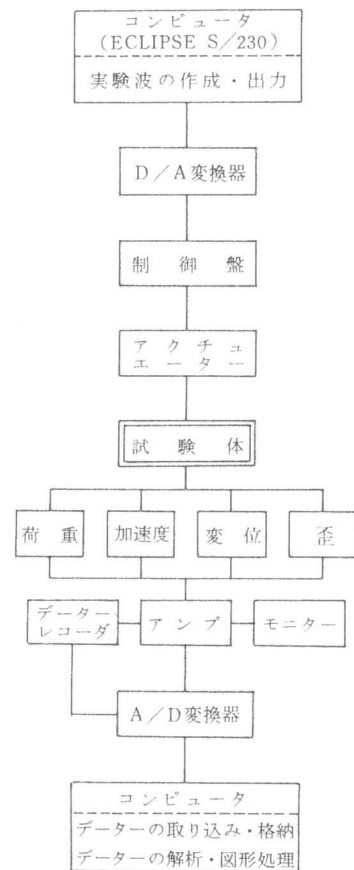 コンピュータ
(ECLIPSE S/230)
実験波の作成・出力
D/A変換器
制御盤
アクチュ
エーター
試験体
荷重
加速度
変位
歪
データー
レコーダ
アンプ
モニター
A/D変換器
コンピュータ
データーの取り込み・格納
データーの解析・図形処理